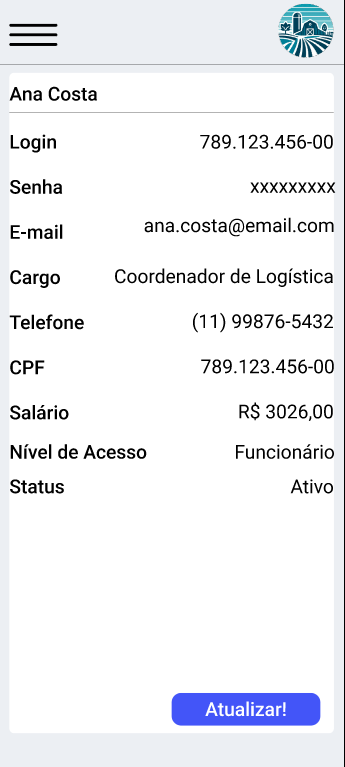 Ana Costa
Login 789.123.456-00
Senha xxxxxxxxx
E-mail ana.costa@email.com
Cargo Coordenador de Logística
Telefone (11) 99876-5432
CPF 789.123.456-00
Salário R$ 3026,00
Nível de Acesso Funcionário
Status Ativo
Atualizar!